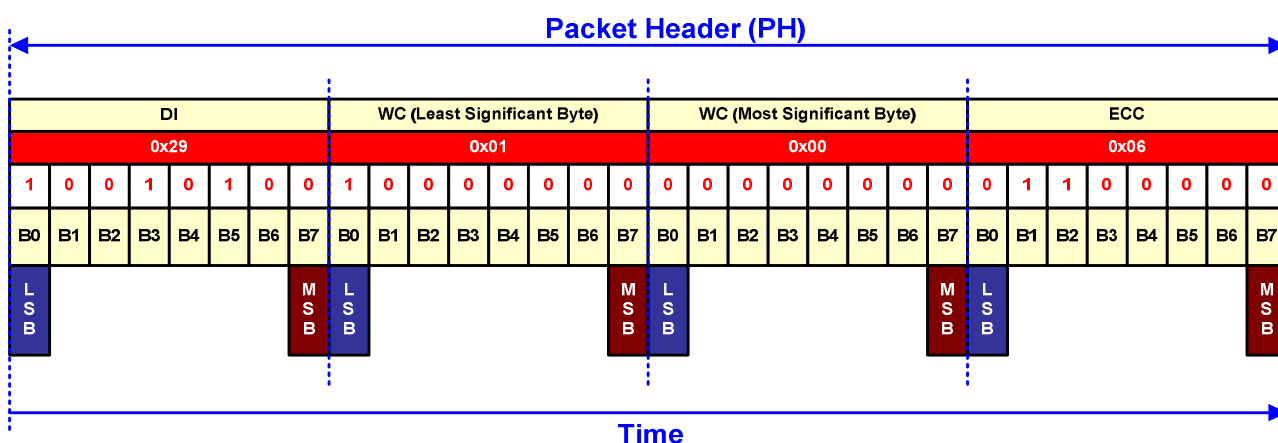 Packet Header (PH)
DI WC (Least Significant Byte) WC (Most Significant Byte) ECC
0x29 0x01 0x00 0x06
1 0 0 1 0 1 0 0 1 0 0 0 0 0 0 0 0 0 0 0 0 0 0 0 0 1 1 0 0 0 0 0
B0 B1 B2 B3 B4 B5 B6 B7 B0 B1 B2 B3 B4 B5 B6 B7 B0 B1 B2 B3 B4 B5 B6 B7 B0 B1 B2 B3 B4 B5 B6 B7
LSB MSB LSB MSB LSB MSB LSB MSB
Time